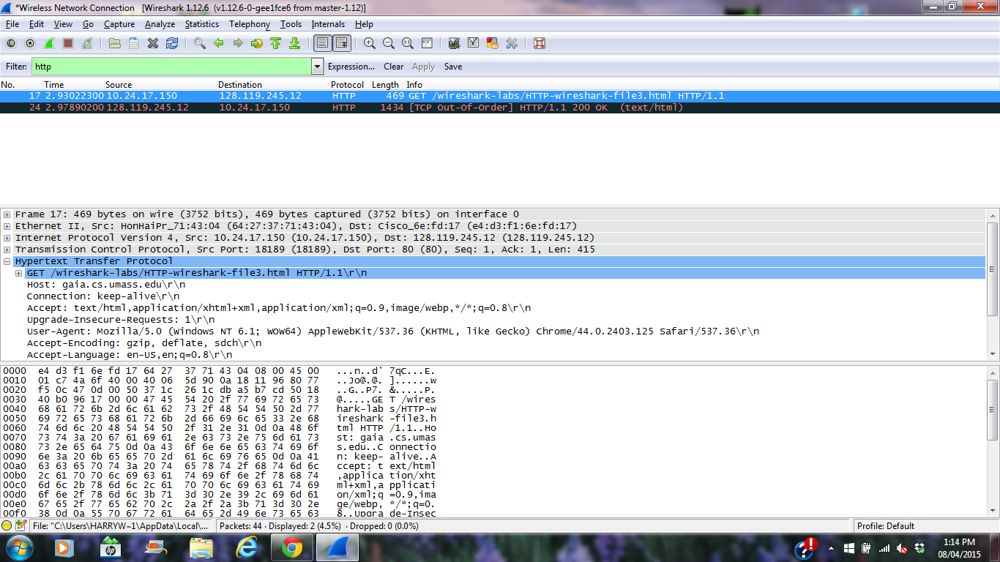 *Wireless Network Connection [Wireshark 1.12.6 (v1.12.6-0-gee1fce6 from master-1.12)]
File Edit View Go Capture Analyze Statistics Telephony Tools Internals Help
Filter: http Expression... Clear Apply Save
No. Time Source Destination Protocol Length Info
17 2.93022300 10.24.17.150 128.119.245.12 HTTP 469 GET /wireshark-labs/HTTP-wireshark-file3.html HTTP/1.1
24 2.97890200 128.119.245.12 10.24.17.150 HTTP 1434 [TCP Out-Of-Order] HTTP/1.1 200 OK (text/html)
Frame 17: 469 bytes on wire (3752 bits), 469 bytes captured (3752 bits) on interface 0
Ethernet II, Src: HonHaiPr_71:43:04 (64:27:37:71:43:04), Dst: Cisco_6e:fd:17 (e4:d3:f1:6e:fd:17)
Internet Protocol Version 4, Src: 10.24.17.150 (10.24.17.150), Dst: 128.119.245.12 (128.119.245.12)
Transmission Control Protocol, Src Port: 18189 (18189), Dst Port: 80 (80), Seq: 1, Ack: 1, Len: 415
Hypertext Transfer Protocol
GET /wireshark-labs/HTTP-wireshark-file3.html HTTP/1.1\r\n
Host: gaia.cs.umass.edu\r\n
Connection: keep-alive\r\n
Accept: text/html,application/xhtml+xml,application/xml;q=0.9,image/webp,*/*;q=0.8\r\n
Upgrade-Insecure-Requests: 1\r\n
User-Agent: Mozilla/5.0 (Windows NT 6.1; WOW64) AppleWebKit/537.36 (KHTML, like Gecko) Chrome/44.0.2403.125 Safari/537.36\r\n
Accept-Encoding: gzip, deflate, sdch\r\n
Accept-Language: en-US,en;q=0.8\r\n
0000 e4 d3 f1 6e fd 17 64 27 37 71 43 04 08 00 45 00 ...n..d' 7qC...E.
0010 01 c7 4a 6f 40 00 40 06 5d 90 0a 18 11 96 80 77 ..Jo@.@. ]......w
0020 f5 0c 47 0d 00 50 37 1c 26 1c db a5 b7 cd 50 18 ..G..P7. &.....P.
0030 40 b0 96 17 00 00 47 45 54 20 2f 77 69 72 65 73 @.....GE T /wires
0040 68 61 72 6b 2d 6c 61 62 73 2f 48 54 54 50 2d 77 hark-lab s/HTTP-w
0050 69 72 65 73 68 61 72 6b 2d 66 69 6c 65 33 2e 68 ireshark -file3.h
0060 74 6d 6c 20 48 54 54 50 2f 31 2e 31 0d 0a 48 6f tml HTTP /1.1..Ho
0070 73 74 3a 20 67 61 69 61 2e 63 73 2e 75 6d 61 73 st: gaia .cs.umas
0080 73 2e 65 64 75 0d 0a 43 6f 6e 6e 65 63 74 69 6f s.edu..C onnectio
0090 6e 3a 20 6b 65 65 70 2d 61 6c 69 76 65 0d 0a 41 n: keep- alive..A
00a0 63 63 65 70 74 3a 20 74 65 78 74 2f 68 74 6d 6c ccept: t ext/html
00b0 2c 61 70 70 6c 69 63 61 74 69 6f 6e 2f 78 68 74 ,applica tion/xht
00c0 6d 6c 2b 78 6d 6c 2c 61 70 70 6c 69 63 61 74 69 ml+xml,a pplicati
00d0 6f 6e 2f 78 6d 6c 3b 71 3d 30 2e 39 2c 69 6d 61 on/xml;q =0.9,ima
00e0 67 65 2f 77 65 62 70 2c 2a 2f 2a 3b 71 3d 30 2e ge/webp, */*;q=0.
00f0 38 0d 0a 55 70 67 72 61 64 65 2d 49 6e 73 65 63 8..Upgra de-Insec
File: "C:\Users\HARRYW~1\AppData\Local\... Packets: 44 · Displayed: 2 (4.5%) · Dropped: 0 (0.0%) Profile: Default
hp
1:14 PM
08/04/2015